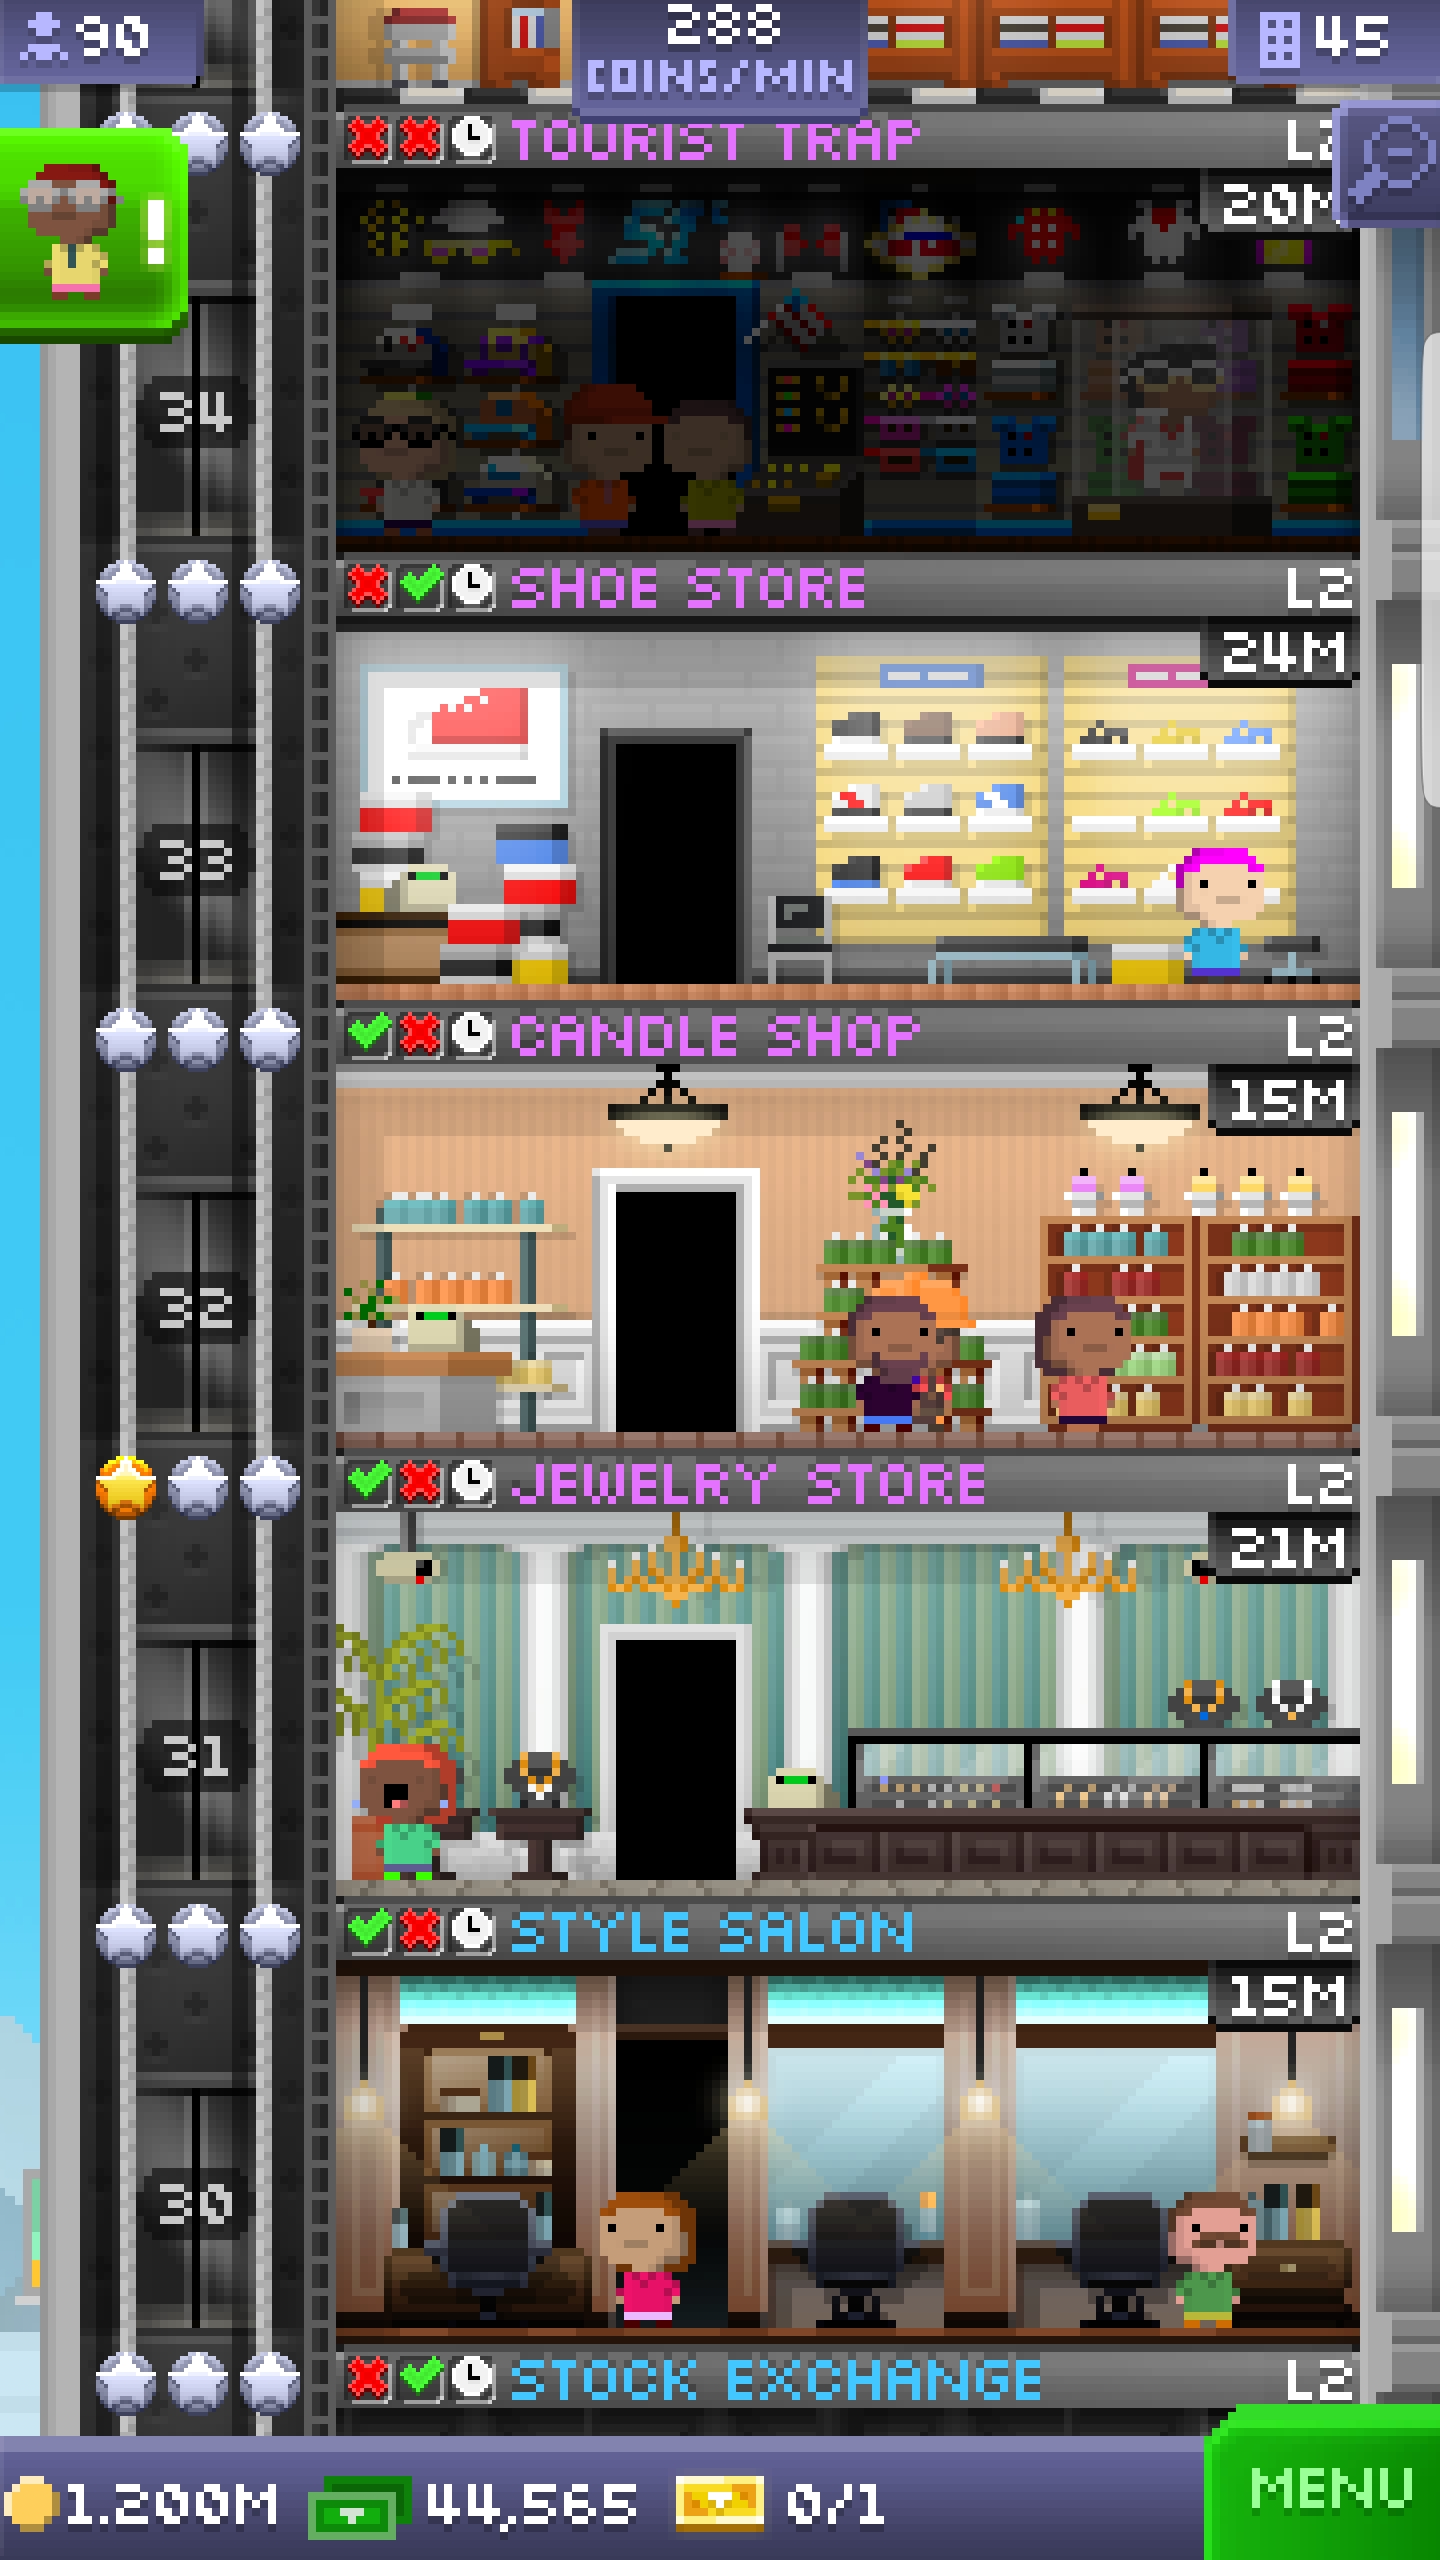 90
288
COINS/MIN
45
TOURIST TRAP
L2
20M
34
SHOE STORE
L2
24M
33
CANDLE SHOP
L2
15M
32
JEWELRY STORE
L2
21M
31
STYLE SALON
L2
15M
30
STOCK EXCHANGE
L2
1.200M
44,565
0/1
MENU